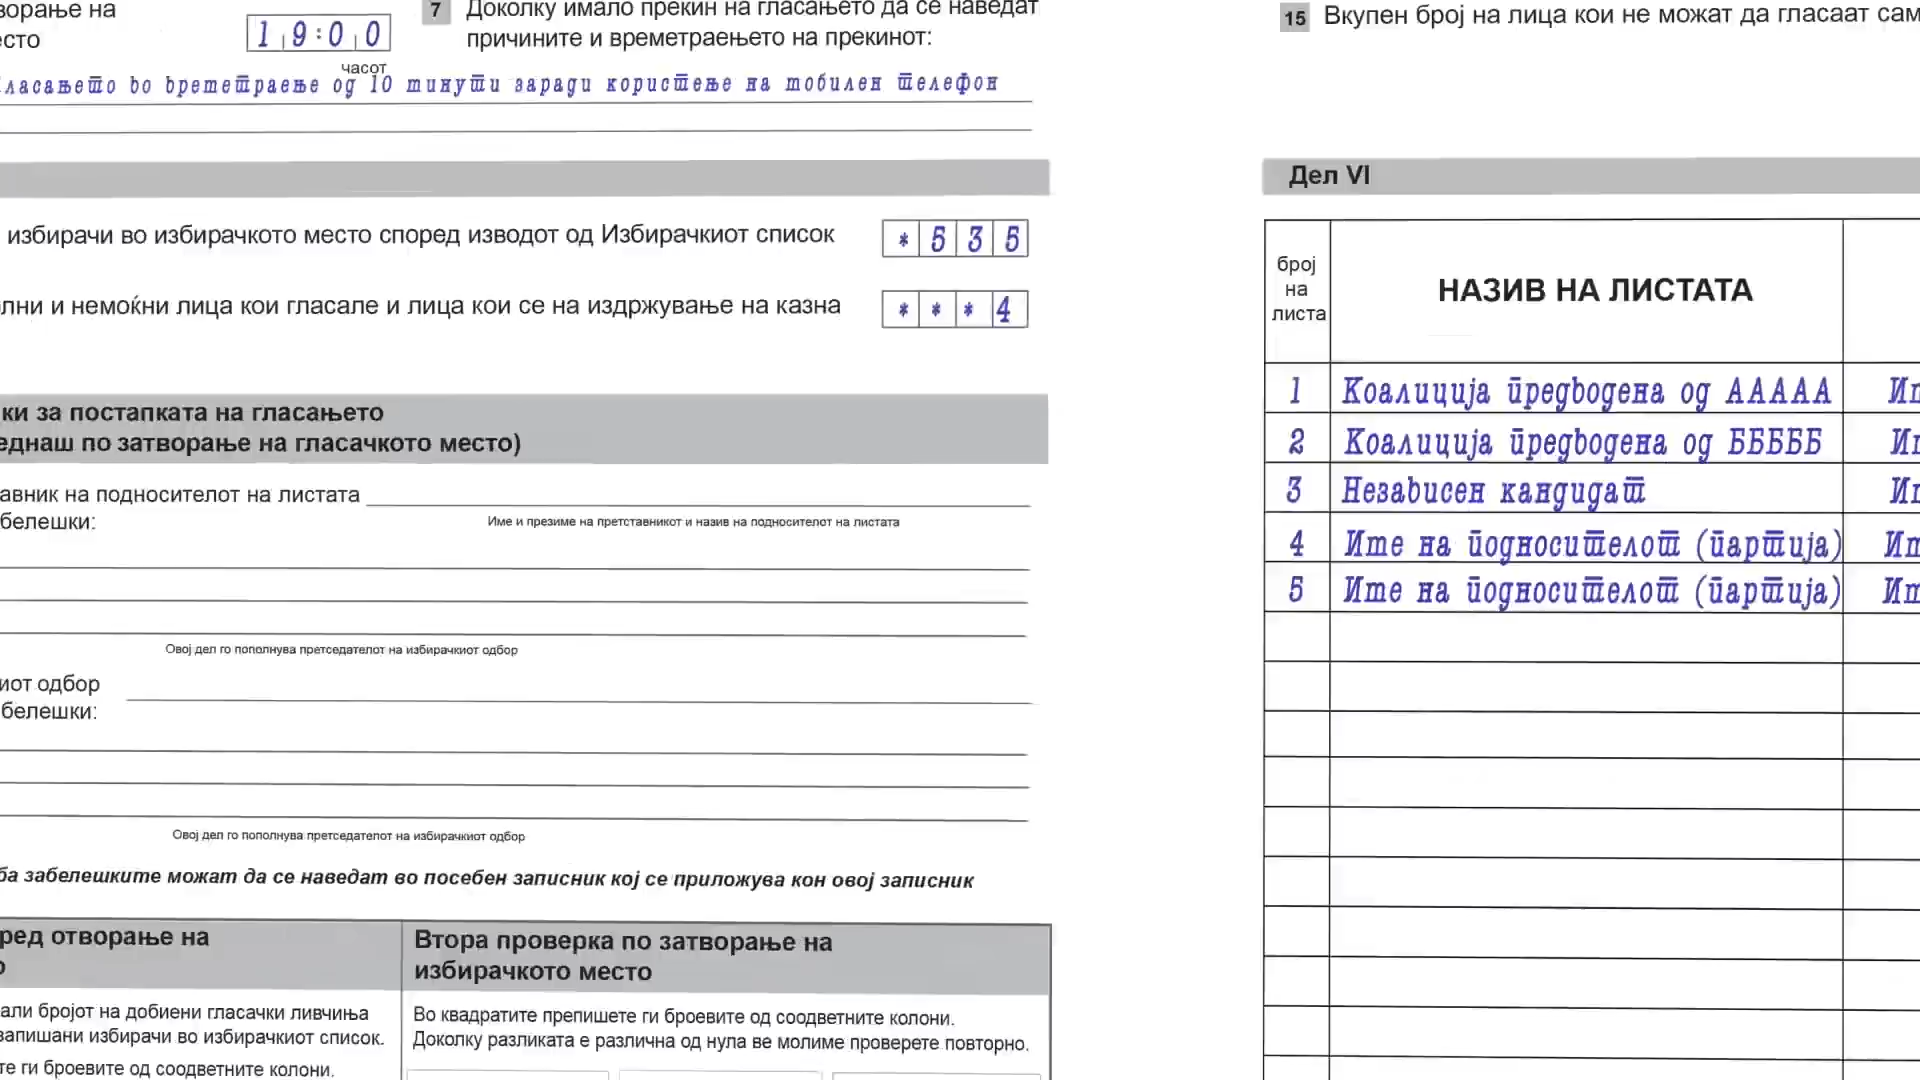 ворање на
есто
19:00
часот
7 Доколку имало прекин на гласањето да се наведат
причините и времетраењето на прекинот:
гласањето во времетраење од 10 минути заради користење на мобилен телефон
избирачи во избирачкото место според изводот од Избирачкиот список
*535
лни и немоќни лица кои гласале и лица кои се на издржување на казна
***4
ки за постапката на гласањето
еднаш по затворање на гласачкото место)
авник на подносителот на листата
белешки:
Име и презиме на претставникот и назив на подносителот на листата
Овој дел го пополнува претседателот на избирачкиот одбор
иот одбор
белешки:
Овој дел го пополнува претседателот на избирачкиот одбор
ба забелешките можат да се наведат во посебен записник кој се приложува кон овој записник
ред отворање на
о
али бројот на добиени гласачки ливчиња
запишани избирачи во избирачкиот список.
те ги броевите од соодветните колони.
Втора проверка по затворање на
избирачкото место
Во квадратите препишете ги броевите од соодветните колони.
Доколку разликата е различна од нула ве молиме проверете повторно.
15 Вкупен број на лица кои не можат да гласаат сам
Дел VI
број
на
листа
НАЗИВ НА ЛИСТАТА
1 Коалиција предводена од ААААА Им
2 Коалиција предводена од БББББ Им
3 Независен кандидат Им
4 Име на подносителот (партија) Им
5 Име на подносителот (партија) Им